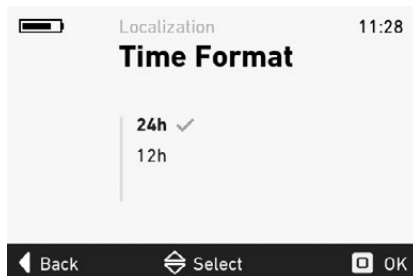 Localization 11:28
Time Format
24h
12h
Back Select OK